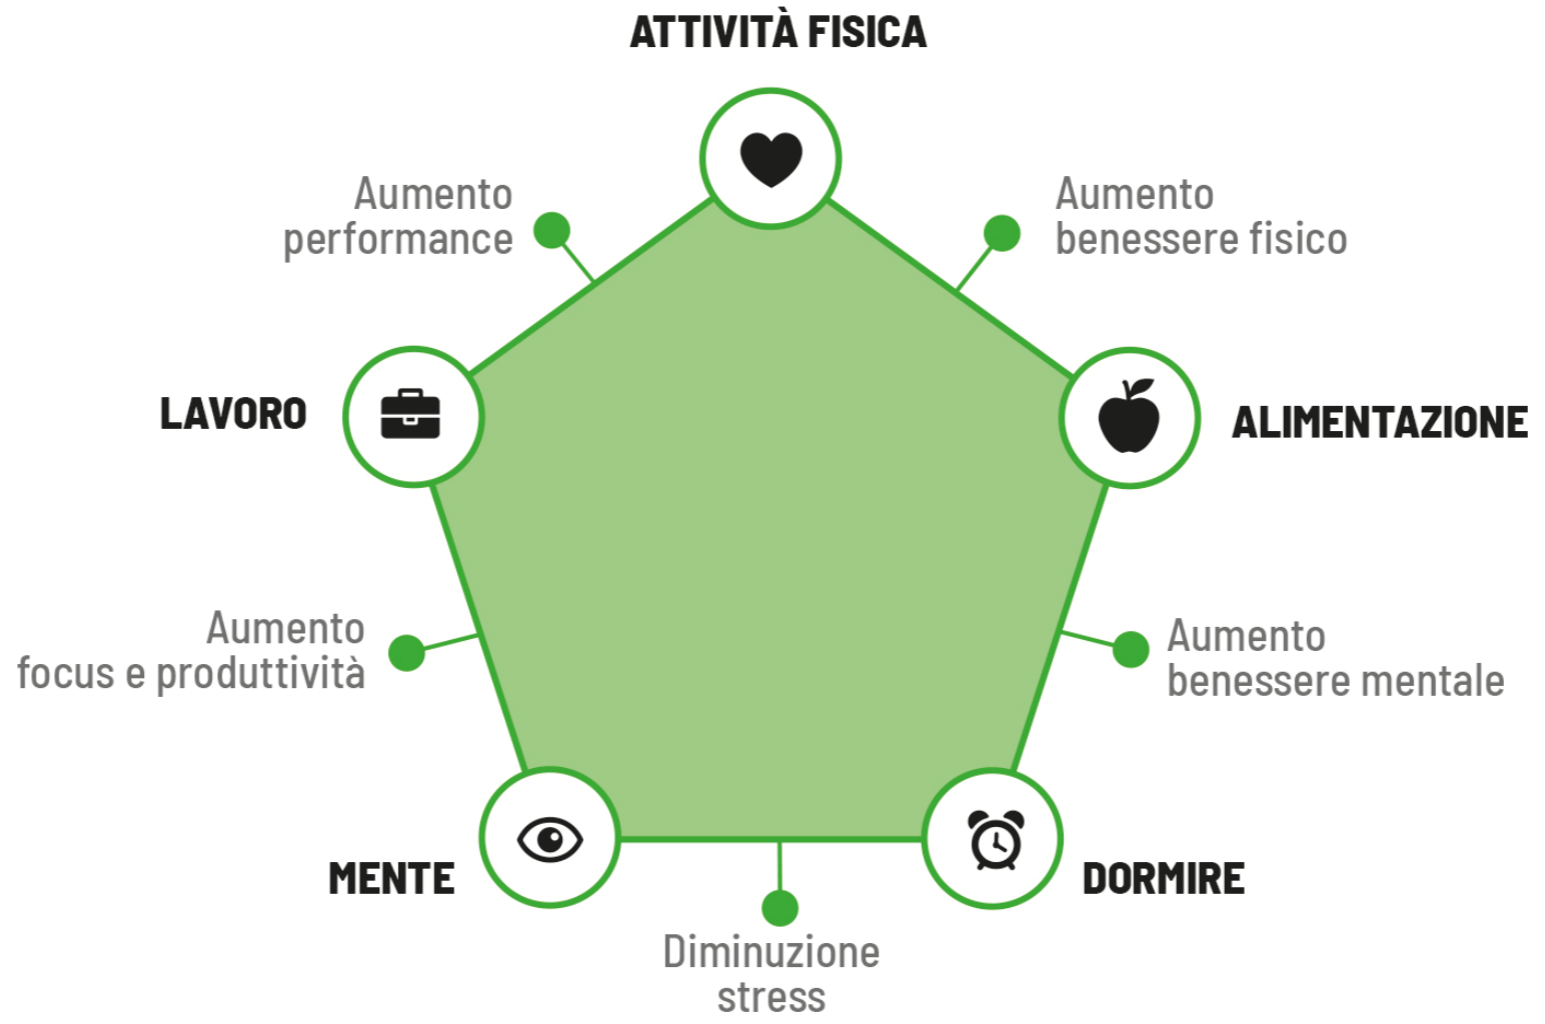 ATTIVITÀ FISICA
Aumento
performance
Aumento
benessere fisico
LAVORO
ALIMENTAZIONE
Aumento
focus e produttività
Aumento
benessere mentale
MENTE
DORMIRE
Diminuzione
stress